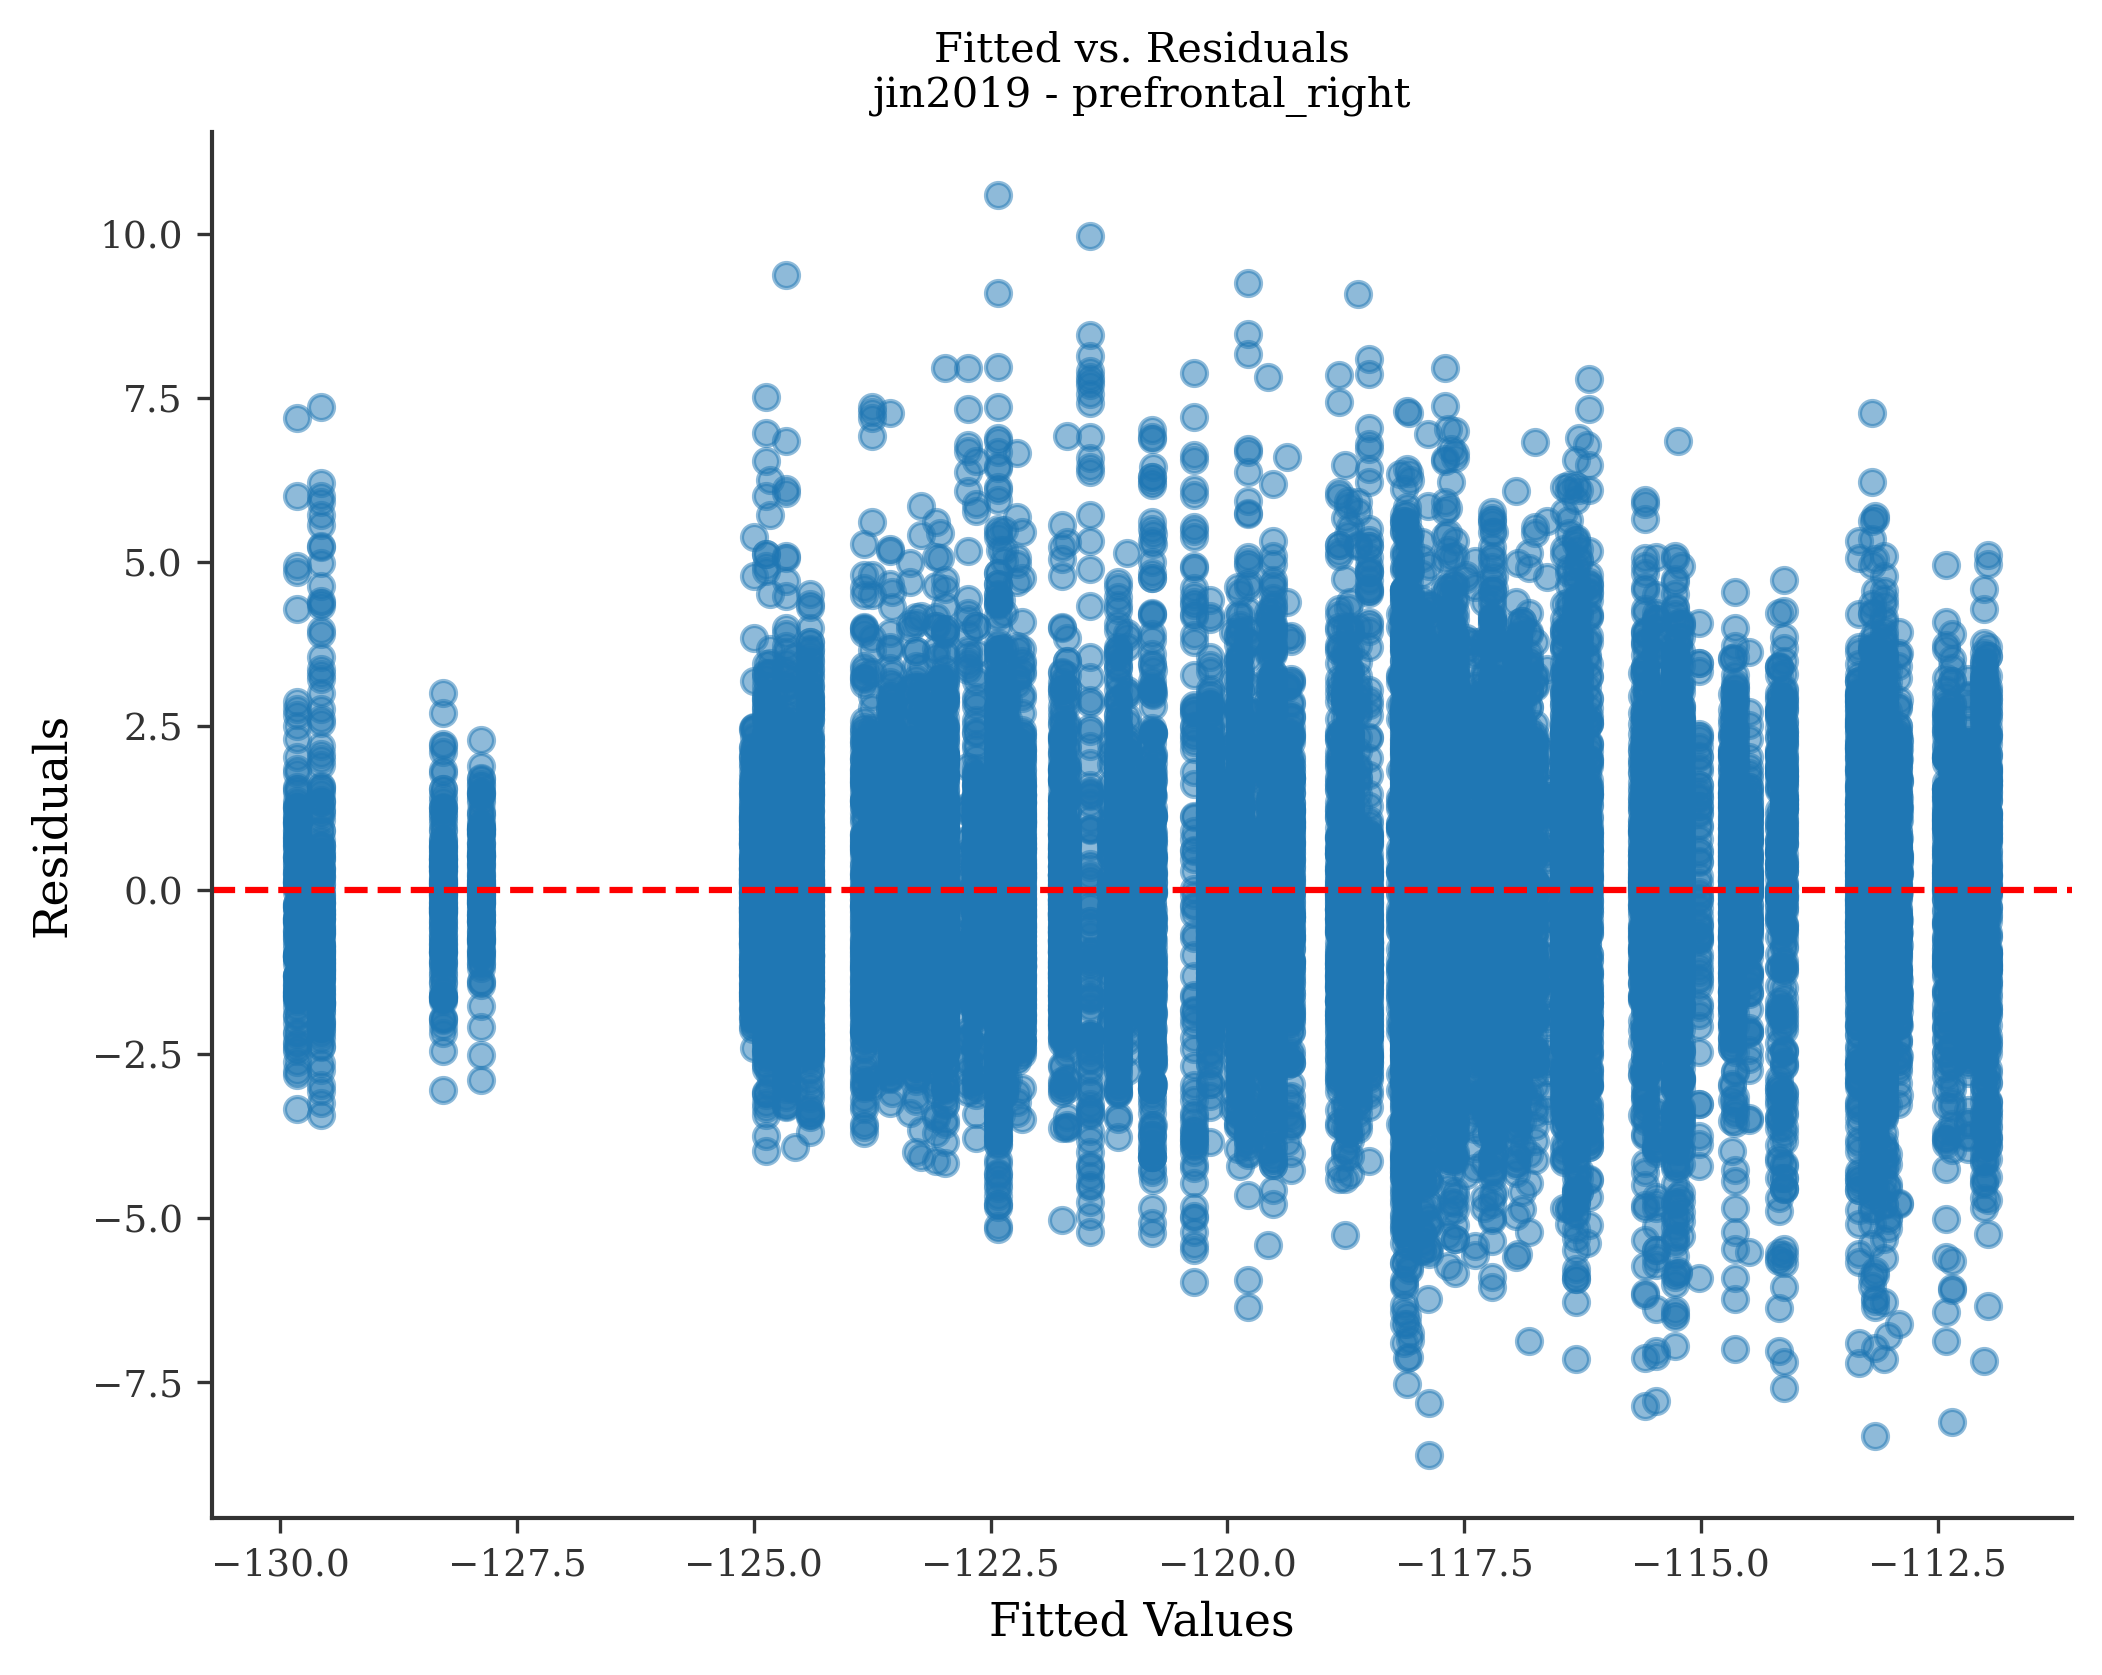 Fitted vs. Residuals
jin2019 - prefrontal_right
Residuals
10.0
7.5
5.0
2.5
0.0
−2.5
−5.0
−7.5
−130.0 −127.5 −125.0 −122.5 −120.0 −117.5 −115.0 −112.5
Fitted Values